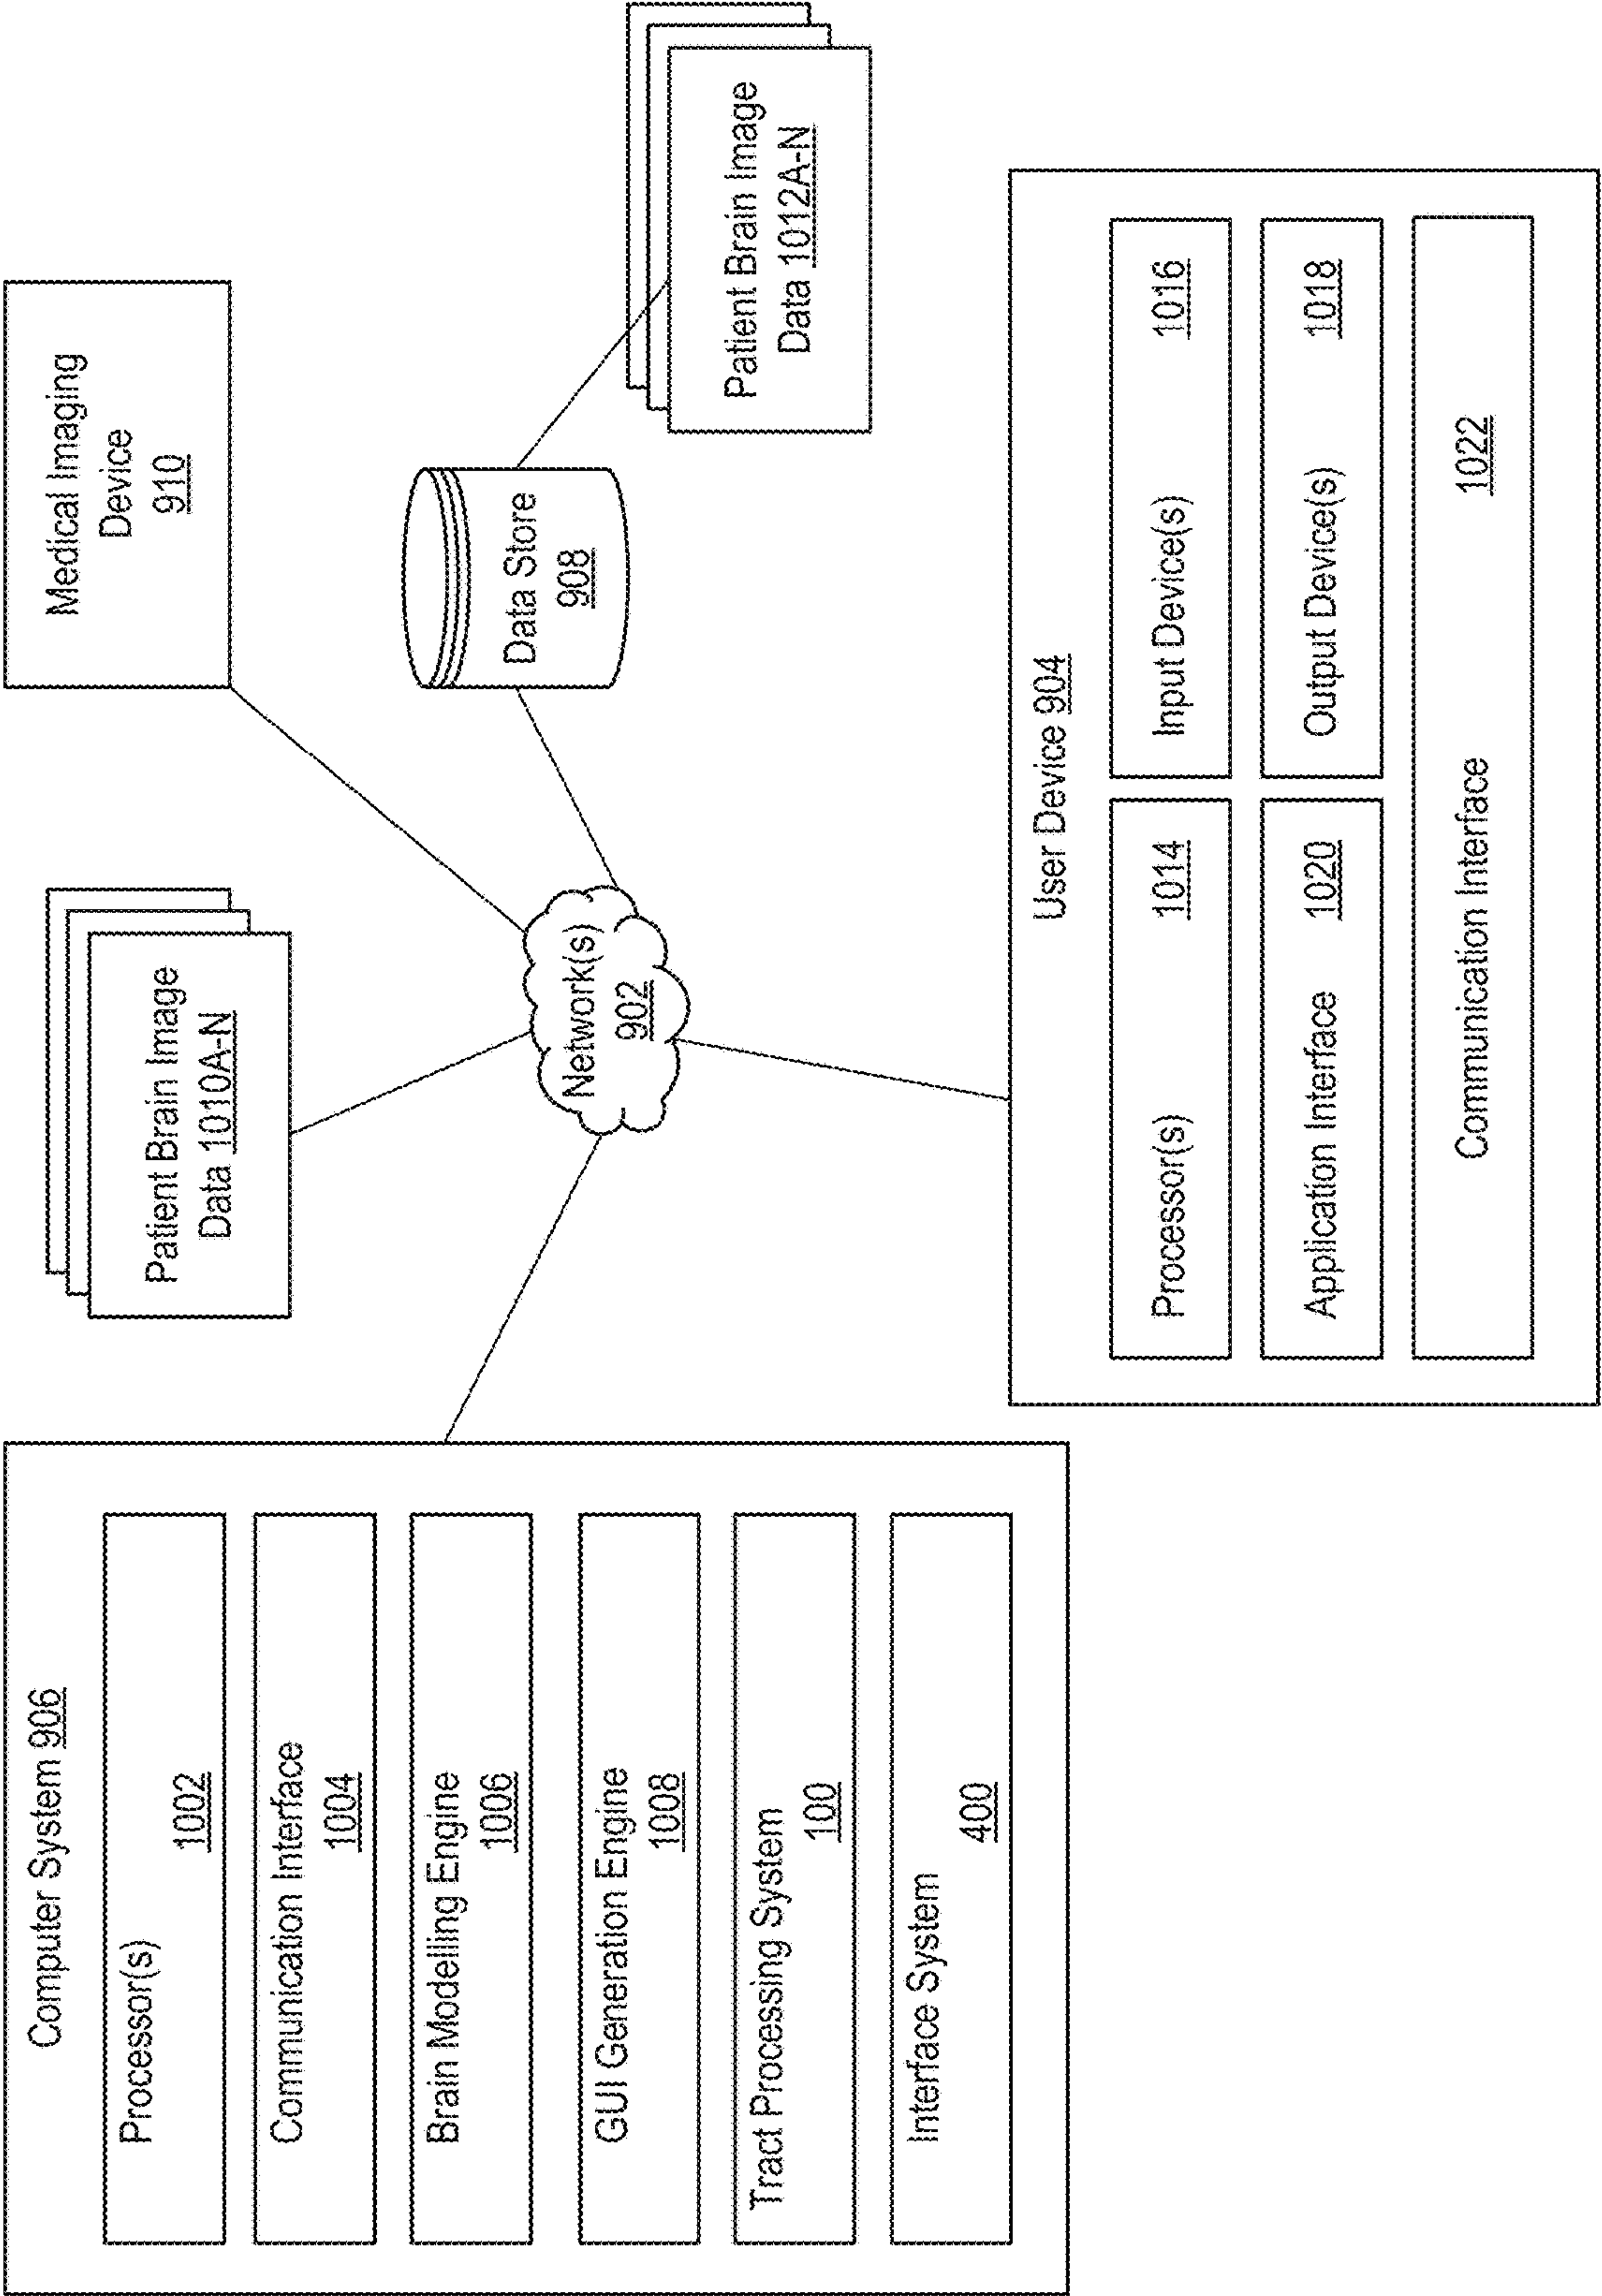 Computer System 906
Processor(s)
1002
Communication Interface
1004
Brain Modelling Engine
1006
GUI Generation Engine
1008
Tract Processing System
100
Interface System
400
Patient Brain Image
Data 1010A-N
Medical Imaging
Device
910
Network(s)
902
Data Store
908
Patient Brain Image
Data 1012A-N
User Device 904
Processor(s) 1014
Input Device(s) 1016
Application Interface 1020
Output Device(s) 1018
Communication Interface 1022